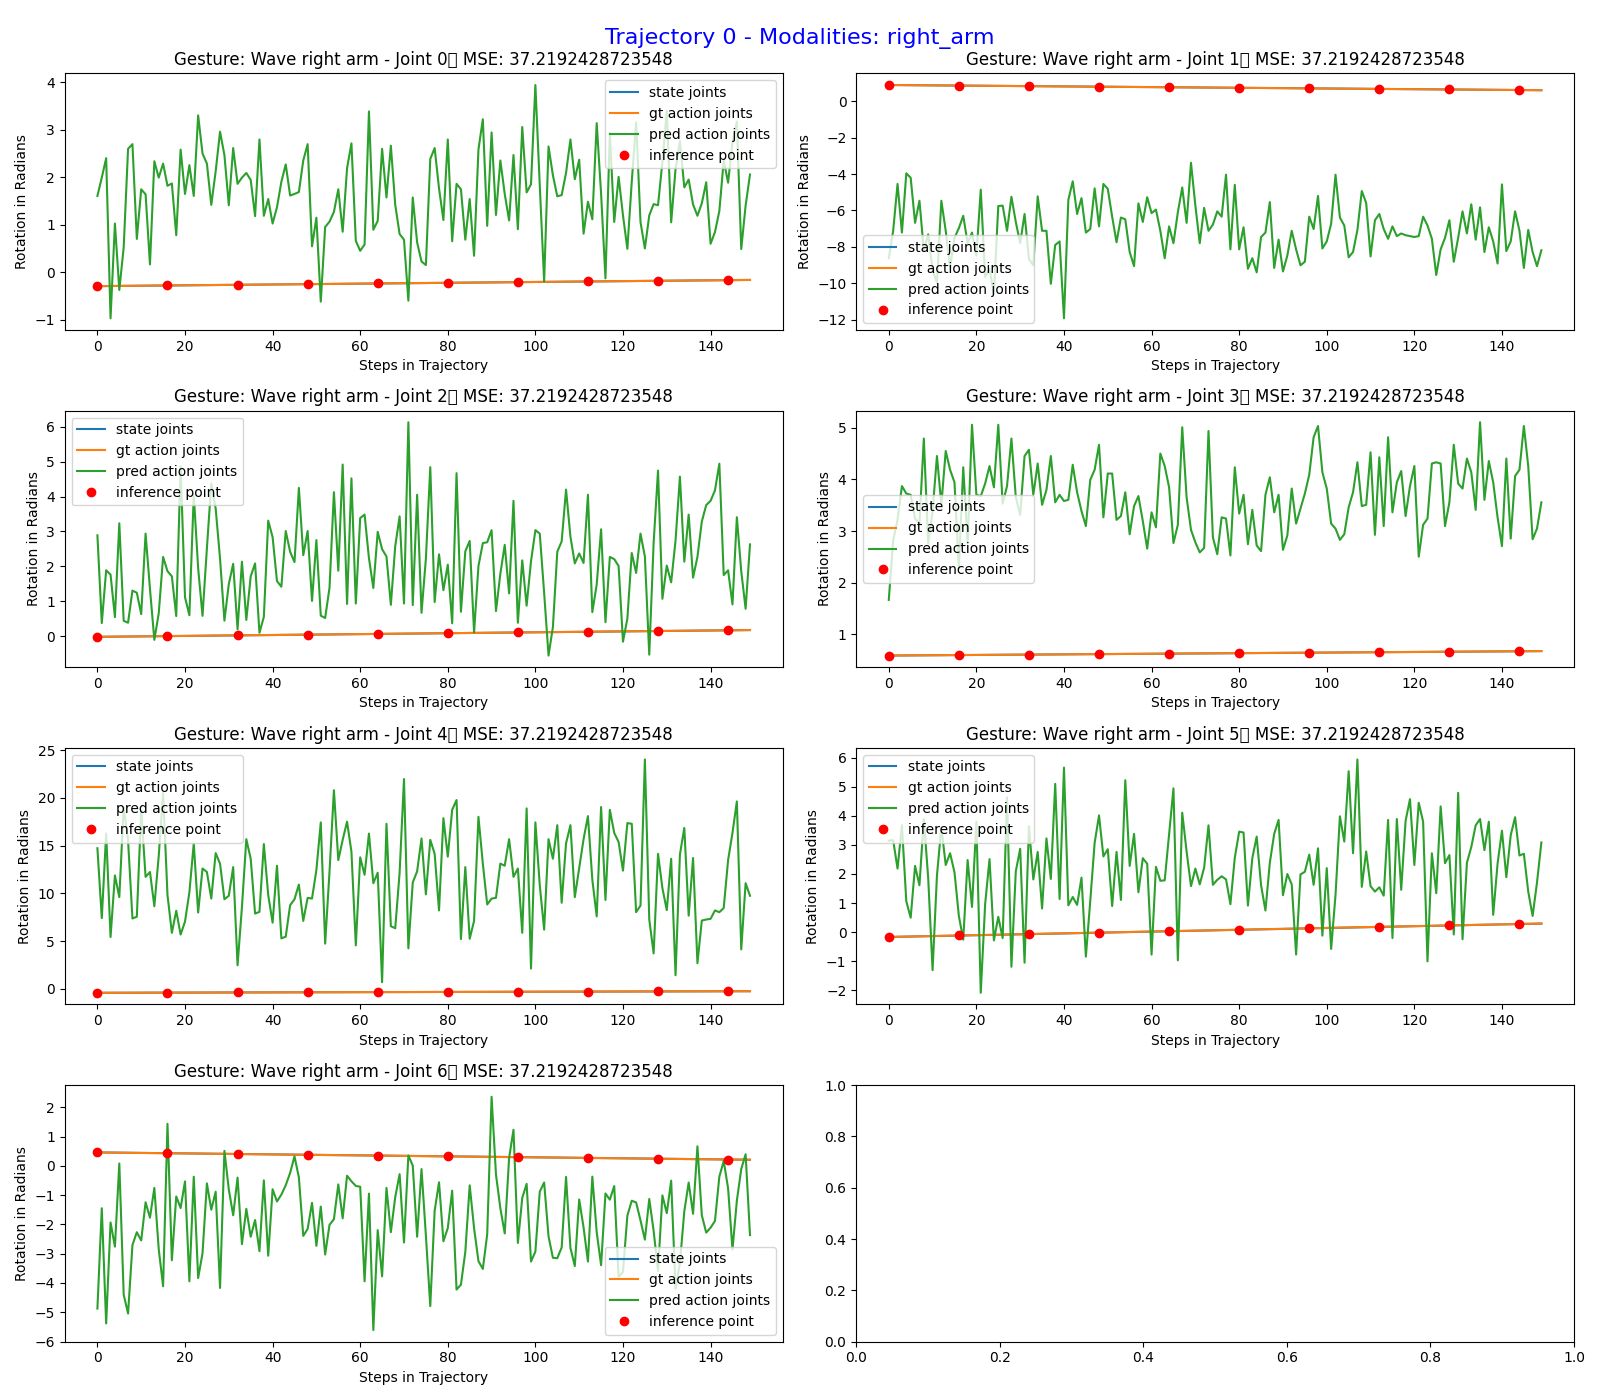 Trajectory 0 - Modalities: right_arm
Gesture: Wave right arm - Joint 0▯ MSE: 37.2192428723548
4
3
2
1
0
−1
Rotation in Radians
state joints
gt action joints
pred action joints
inference point
0 20 40 60 80 100 120 140
Steps in Trajectory
Gesture: Wave right arm - Joint 1▯ MSE: 37.2192428723548
0
−2
−4
−6
−8
−10
−12
Rotation in Radians
state joints
gt action joints
pred action joints
inference point
0 20 40 60 80 100 120 140
Steps in Trajectory
Gesture: Wave right arm - Joint 2▯ MSE: 37.2192428723548
6
5
4
3
2
1
0
Rotation in Radians
state joints
gt action joints
pred action joints
inference point
0 20 40 60 80 100 120 140
Steps in Trajectory
Gesture: Wave right arm - Joint 3▯ MSE: 37.2192428723548
5
4
3
2
1
Rotation in Radians
state joints
gt action joints
pred action joints
inference point
0 20 40 60 80 100 120 140
Steps in Trajectory
Gesture: Wave right arm - Joint 4▯ MSE: 37.2192428723548
25
20
15
10
5
0
Rotation in Radians
state joints
gt action joints
pred action joints
inference point
0 20 40 60 80 100 120 140
Steps in Trajectory
Gesture: Wave right arm - Joint 5▯ MSE: 37.2192428723548
6
5
4
3
2
1
0
−1
−2
Rotation in Radians
state joints
gt action joints
pred action joints
inference point
0 20 40 60 80 100 120 140
Steps in Trajectory
Gesture: Wave right arm - Joint 6▯ MSE: 37.2192428723548
2
1
0
−1
−2
−3
−4
−5
−6
Rotation in Radians
state joints
gt action joints
pred action joints
inference point
0 20 40 60 80 100 120 140
Steps in Trajectory
1.0
0.8
0.6
0.4
0.2
0.0
0.0 0.2 0.4 0.6 0.8 1.0